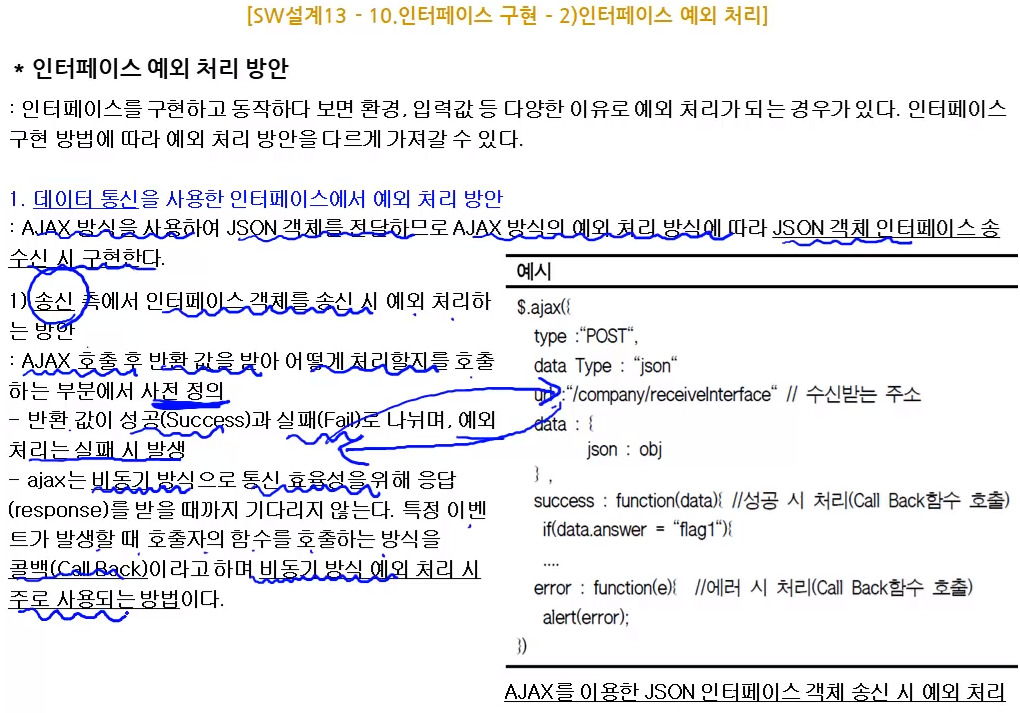 [SW설계13 - 10.인터페이스 구현 - 2)인터페이스 예외 처리]
* 인터페이스 예외 처리 방안
: 인터페이스를 구현하고 동작하다 보면 환경, 입력값 등 다양한 이유로 예외 처리가 되는 경우가 있다. 인터페이스
구현 방법에 따라 예외 처리 방안을 다르게 가져갈 수 있다.
1. 데이터 통신을 사용한 인터페이스에서 예외 처리 방안
: AJAX 방식을 사용하여 JSON 객체를 전달하므로 AJAX 방식의 예외 처리 방식에 따라 JSON 객체 인터페이스 송
수신 시 구현한다.
1) 송신 측에서 인터페이스 객체를 송신 시 예외 처리하
는 방안
: AJAX 호출 후 반환 값을 받아 어떻게 처리할지를 호출
하는 부분에서 사전 정의
- 반환 값이 성공(Success)과 실패(Fail)로 나뉘며, 예외
처리는 실패 시 발생
- ajax는 비동기 방식으로 통신 효율성을 위해 응답
(response)를 받을 때까지 기다리지 않는다. 특정 이벤
트가 발생할 때 호출자의 함수를 호출하는 방식을
콜백(Call Back)이라고 하며 비동기 방식 예외 처리 시
주로 사용되는 방법이다.
예시
$.ajax({
type :"POST",
data Type : "json"
url :"/company/receiveInterface" // 수신받는 주소
data : {
json : obj
} ,
success : function(data){ //성공 시 처리(Call Back함수 호출)
if(data.answer = "flag1"){
....
error : function(e){ //에러 시 처리(Call Back함수 호출)
alert(error);
})
AJAX를 이용한 JSON 인터페이스 객체 송신 시 예외 처리